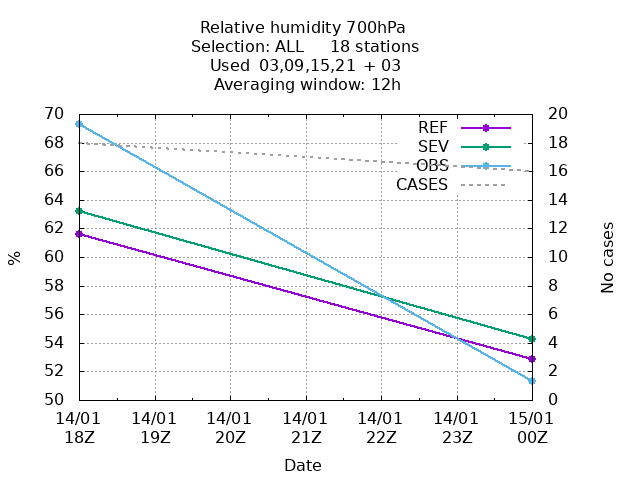 Relative humidity 700hPa
Selection: ALL 18 stations
Used 03,09,15,21 + 03
Averaging window: 12h
70 20
REF
SEV
OBS
CASES
68 18
66 16
64 14
62 12
60 10
58 8
56 6
54 4
52 2
50 0
%
No cases
14/01 14/01 14/01 14/01 14/01 14/01 15/01
18Z 19Z 20Z 21Z 22Z 23Z 00Z
Date